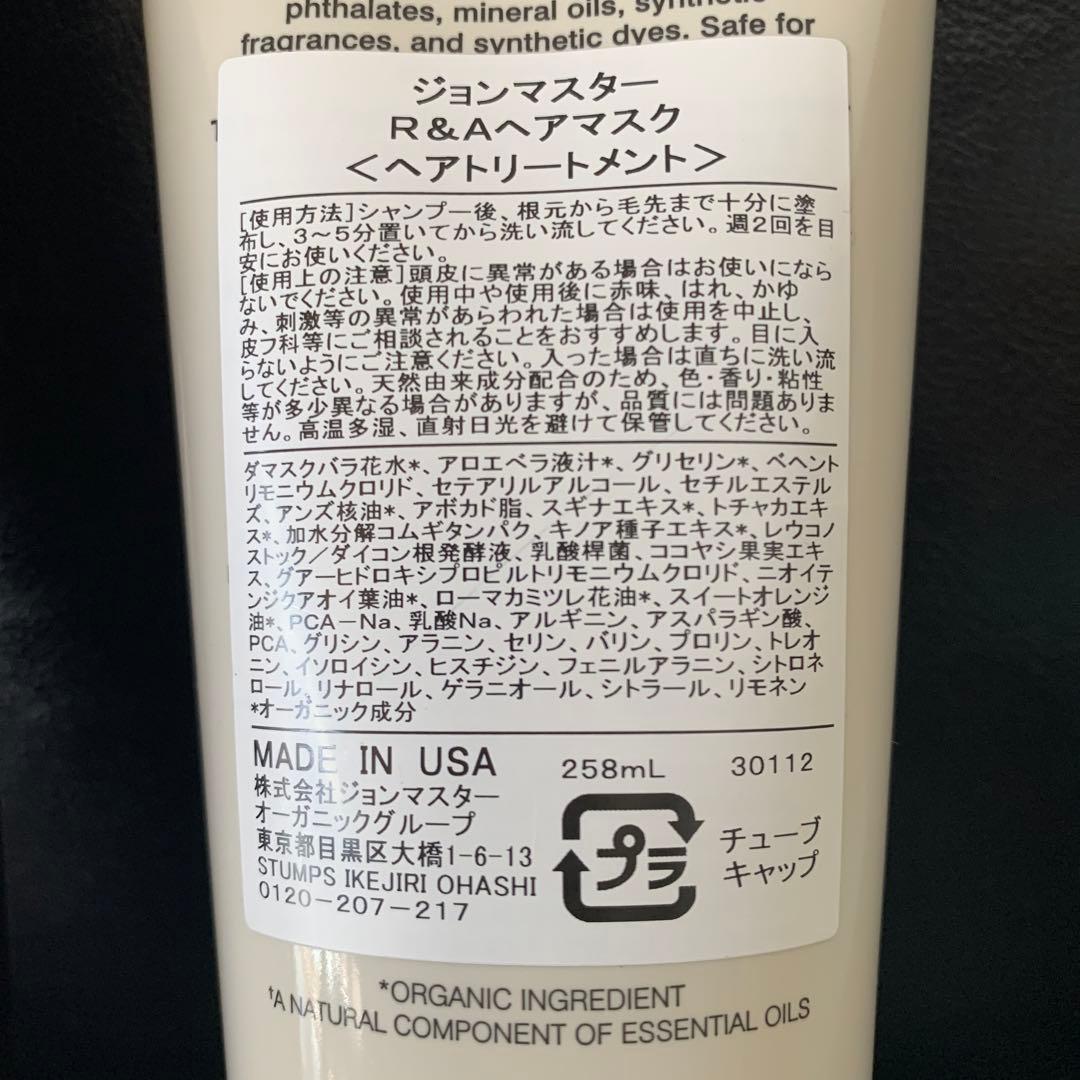 phthalates, mineral oils, synthetic
fragrances, and synthetic dyes. Safe for
ジョンマスター
R&Aヘアマスク
<ヘアトリートメント>
[使用方法]シャンプー後、根元から毛先まで十分に塗
布し、3～5分置いてから洗い流してください。週2回を目
安にお使いください。
[使用上の注意]頭皮に異常がある場合はお使いになら
ないでください。使用中や使用後に赤味、はれ、かゆ
み、刺激等の異常があらわれた場合は使用を中止し、
皮フ科等にご相談されることをおすすめします。目に入
らないようにご注意ください。入った場合は直ちに洗い流
してください。天然由来成分配合のため、色・香り・粘性
等が多少異なる場合がありますが、品質には問題ありま
せん。高温多湿、直射日光を避けて保管してください。
ダマスクバラ花水*、アロエベラ液汁*、グリセリン*、ベヘント
リモニウムクロリド、セテアリルアルコール、セチルエステル
ズ、アンズ核油*、アボカド脂、スギナエキス*、トチャカエキ
ス*、加水分解コムギタンパク、キノア種子エキス*、レウコノ
ストック/ダイコン根発酵液、乳酸桿菌、ココヤシ果実エキ
ス、グアーヒドロキシプロピルトリモニウムクロリド、ニオイテ
ンジクアオイ葉油*、ローマカミツレ花油*、スイートオレンジ
油*、PCA-Na、乳酸Na、アルギニン、アスパラギン酸、
PCA、グリシン、アラニン、セリン、バリン、プロリン、トレオ
ニン、イソロイシン、ヒスチジン、フェニルアラニン、シトロネ
ロール、リナロール、ゲラニオール、シトラール、リモネン
*オーガニック成分
MADE IN USA 258mL 30112
株式会社ジョンマスター
オーガニックグループ
東京都目黒区大橋1-6-13
STUMPS IKEJIRI OHASHI
0120-207-217
プラ
チューブ
キャップ
*ORGANIC INGREDIENT
†A NATURAL COMPONENT OF ESSENTIAL OILS